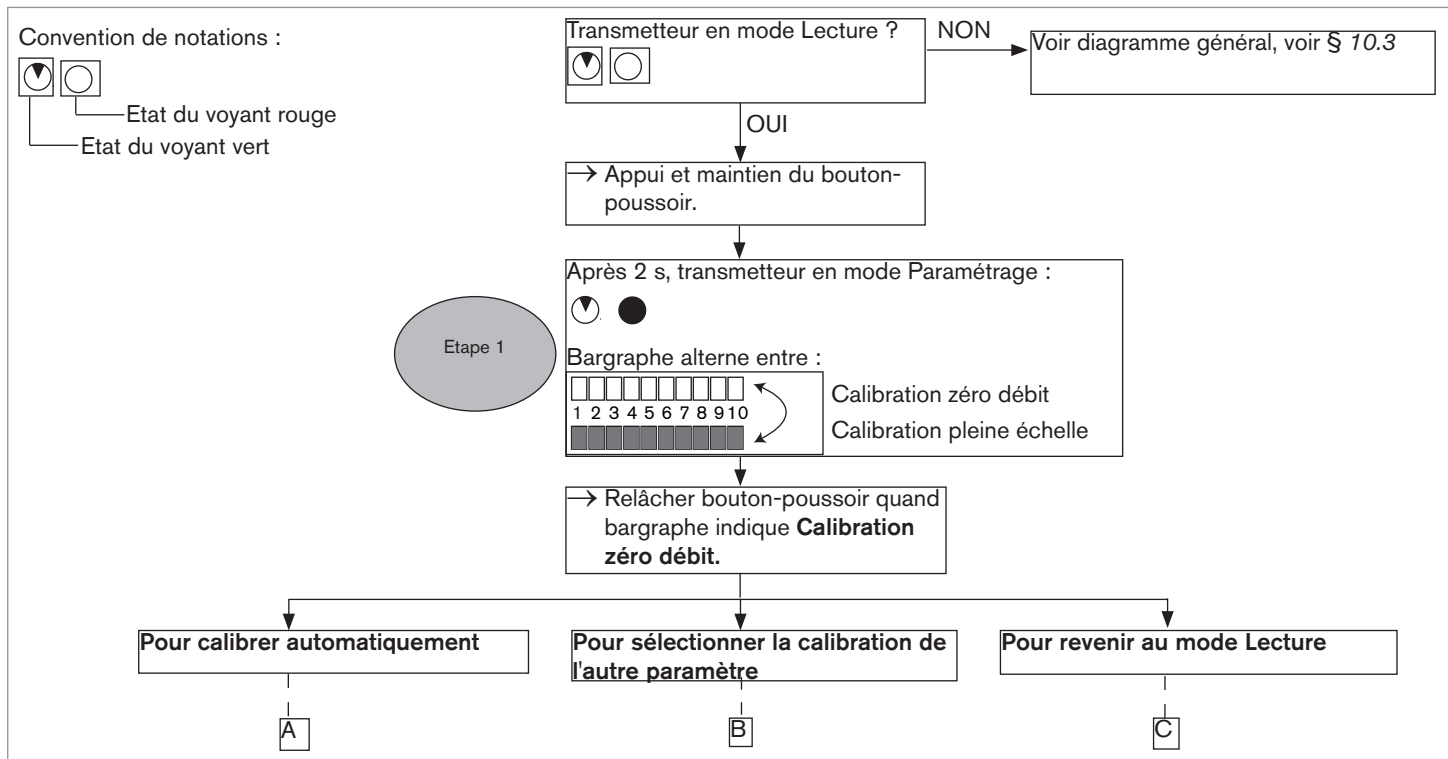 Convention de notations :
Etat du voyant rouge
Etat du voyant vert
Transmetteur en mode Lecture ?
NON
Voir diagramme général, voir § 10.3
OUI
→ Appui et maintien du bouton-
poussoir.
Après 2 s, transmetteur en mode Paramétrage :
Etape 1
Bargraphe alterne entre :
Calibration zéro débit
1 2 3 4 5 6 7 8 9 10
Calibration pleine échelle
→ Relâcher bouton-poussoir quand
bargraphe indique Calibration
zéro débit.
Pour calibrer automatiquement
Pour sélectionner la calibration de
l'autre paramètre
Pour revenir au mode Lecture
A
B
C